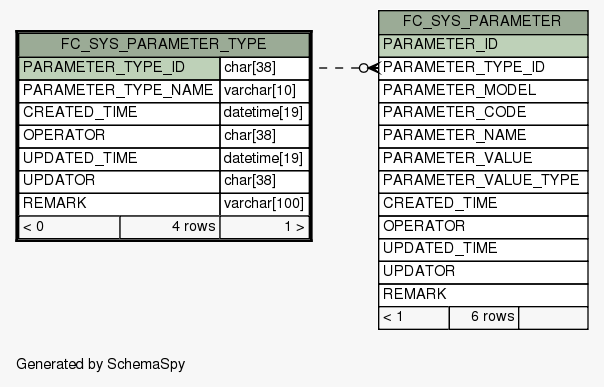 FC_SYS_PARAMETER_TYPE
PARAMETER_TYPE_ID char[38]
PARAMETER_TYPE_NAME varchar[10]
CREATED_TIME datetime[19]
OPERATOR char[38]
UPDATED_TIME datetime[19]
UPDATOR char[38]
REMARK varchar[100]
< 0 4 rows 1 >
FC_SYS_PARAMETER
PARAMETER_ID
PARAMETER_TYPE_ID
PARAMETER_MODEL
PARAMETER_CODE
PARAMETER_NAME
PARAMETER_VALUE
PARAMETER_VALUE_TYPE
CREATED_TIME
OPERATOR
UPDATED_TIME
UPDATOR
REMARK
< 1 6 rows
Generated by SchemaSpy